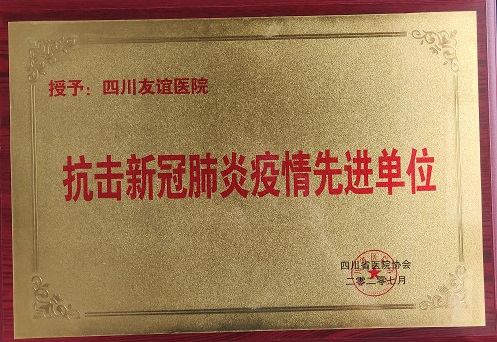 授予：四川友谊医院
抗击新冠肺炎疫情先进单位
四川省医院协会
二零二零七月